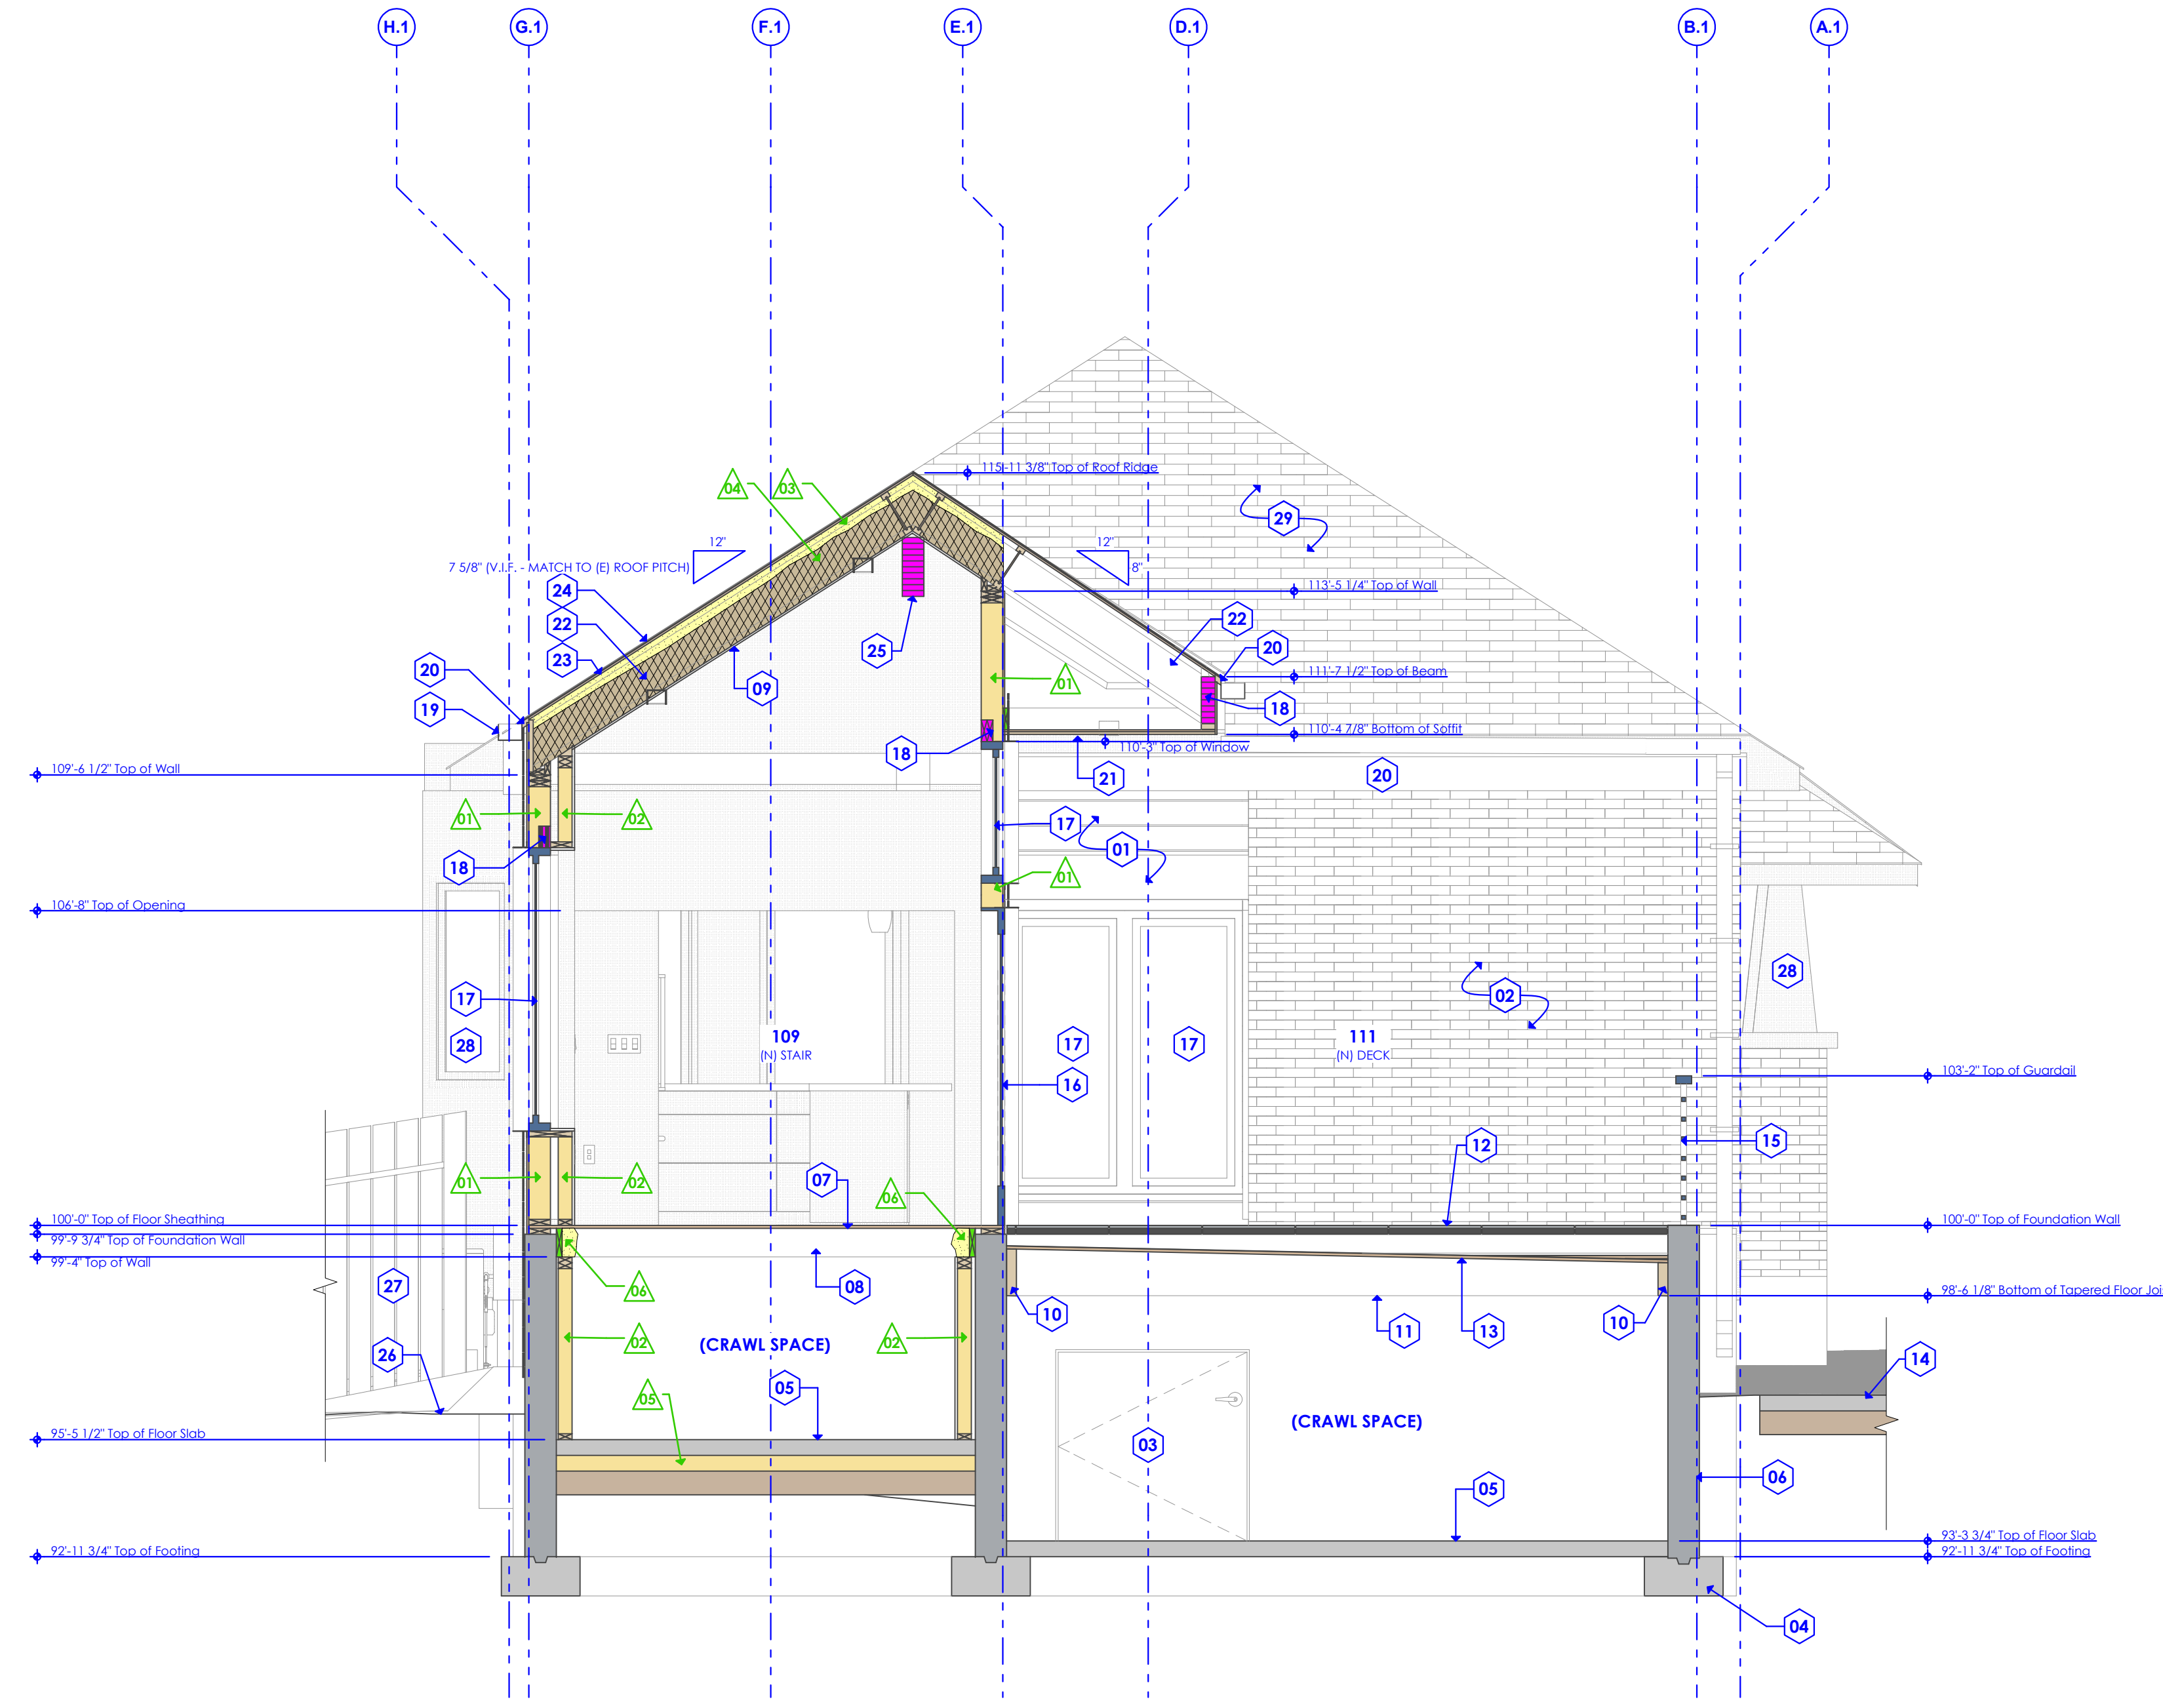 H.1
G.1
F.1
E.1
D.1
B.1
A.1
115'-11 3/8" Top of Roof Ridge
04
03
29
12"
12"
7 5/8" (V.I.F. - MATCH TO (E) ROOF PITCH)
8"
24
113'-5 1/4" Top of Wall
22
22
25
23
20
20
111'-7 1/2" Top of Beam
01
09
19
18
110'-4 7/8" Bottom of Soffit
110'-3" Top of Window
18
109'-6 1/2" Top of Wall
21
20
01
02
17
01
18
01
106'-8" Top of Opening
28
17
02
109
(N) STAIR
111
(N) DECK
28
17
17
103'-2" Top of Guardail
16
12
15
01
02
07
06
100'-0" Top of Floor Sheathing
100'-0" Top of Foundation Wall
99'-9 3/4" Top of Foundation Wall
99'-4" Top of Wall
27
06
08
98'-6 1/8" Bottom of Tapered Floor Joi
10
11
13
10
02
(CRAWL SPACE)
02
26
14
05
05
(CRAWL SPACE)
95'-5 1/2" Top of Floor Slab
03
06
05
93'-3 3/4" Top of Floor Slab
92'-11 3/4" Top of Footing
92'-11 3/4" Top of Footing
04